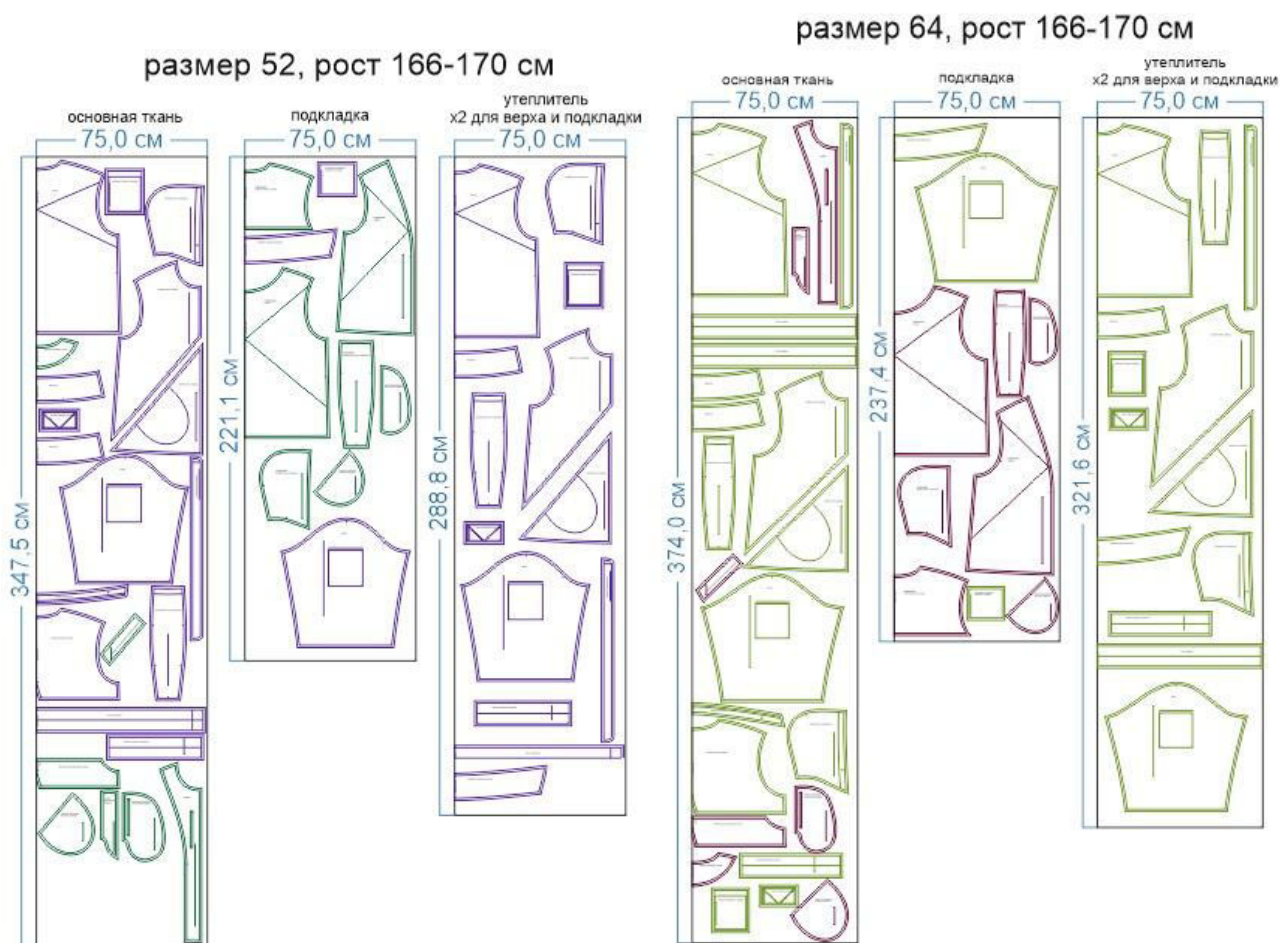 размер 52, рост 166-170 см
основная ткань
75,0 см
347,5 см
подкладка
75,0 см
221,1 см
утеплитель
х2 для верха и подкладки
75,0 см
288,8 см
размер 64, рост 166-170 см
основная ткань
75,0 см
374,0 см
подкладка
75,0 см
237,4 см
утеплитель
х2 для верха и подкладки
75,0 см
321,6 см